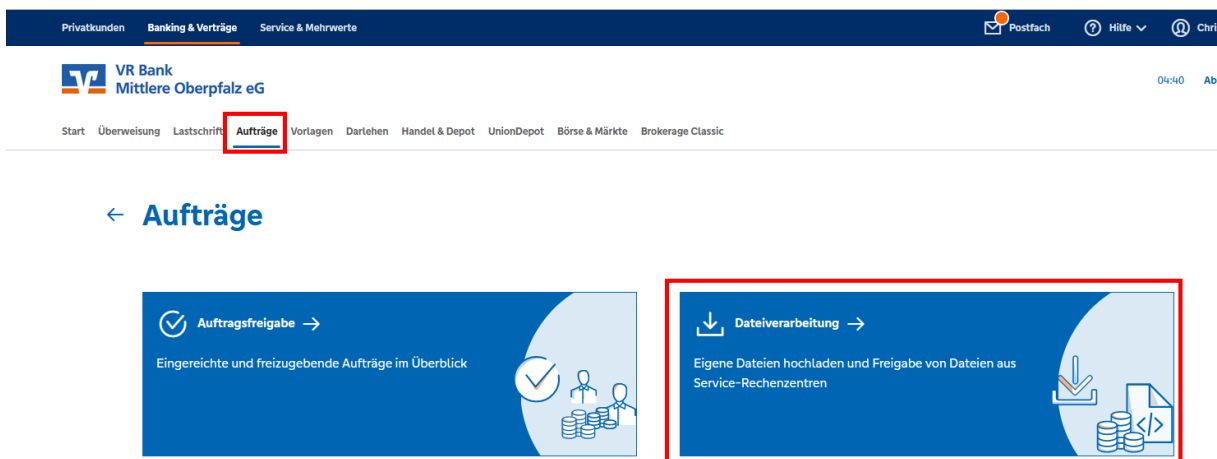 Privatkunden Banking & Verträge Service & Mehrwerte Postfach Hilfe Chri
VR Bank
Mittlere Oberpfalz eG
04:40 Ab
Start Überweisung Lastschrift Aufträge Vorlagen Darlehen Handel & Depot UnionDepot Börse & Märkte Brokerage Classic
← Aufträge
Auftragsfreigabe →
Eingereichte und freizugebende Aufträge im Überblick
Dateiverarbeitung →
Eigene Dateien hochladen und Freigabe von Dateien aus
Service-Rechenzentren